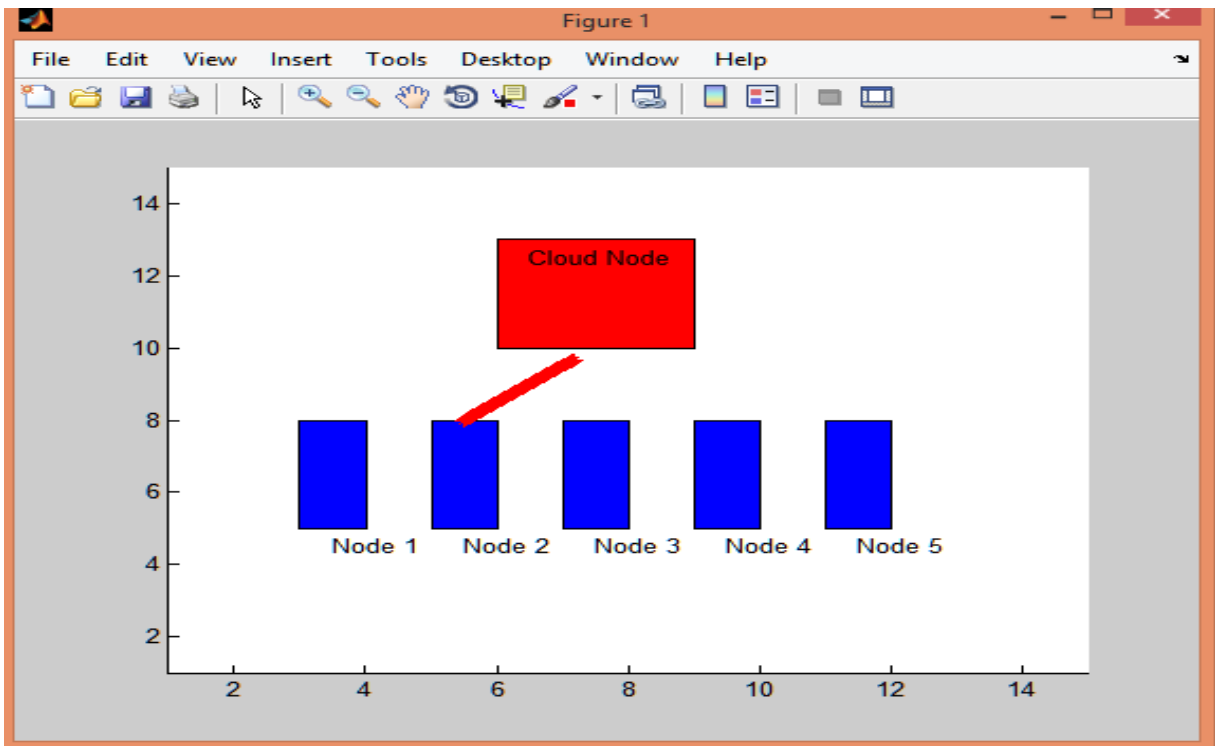 Figure 1
File Edit View Insert Tools Desktop Window Help
14
Cloud Node
12
10
8
6
Node 1 Node 2 Node 3 Node 4 Node 5
4
2
2 4 6 8 10 12 14